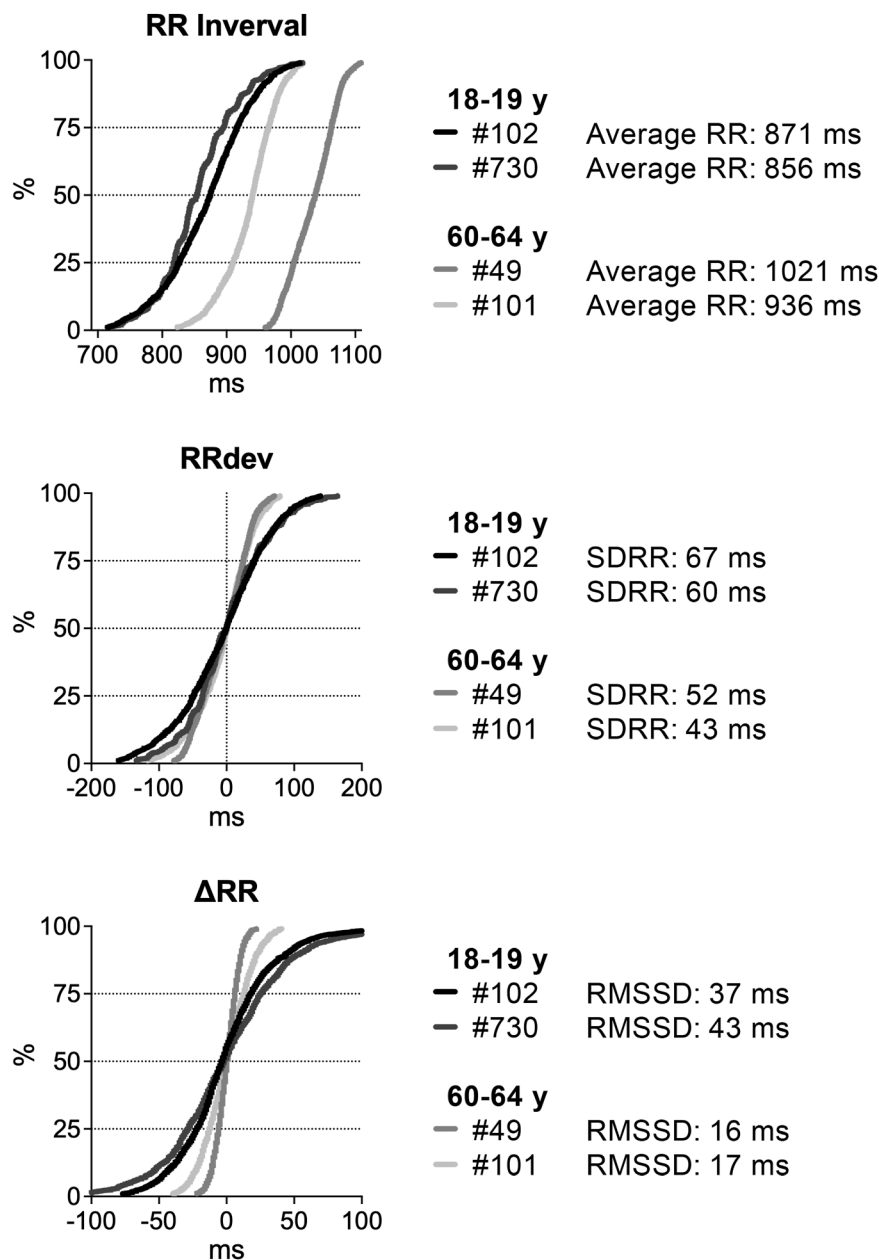 RR Inverval
100
75
50
25
0
%
700 800 900 1000 1100
ms
18-19 y
#102 Average RR: 871 ms
#730 Average RR: 856 ms
60-64 y
#49 Average RR: 1021 ms
#101 Average RR: 936 ms
RRdev
100
75
50
25
0
%
-200 -100 0 100 200
ms
18-19 y
#102 SDRR: 67 ms
#730 SDRR: 60 ms
60-64 y
#49 SDRR: 52 ms
#101 SDRR: 43 ms
ΔRR
100
75
50
25
0
%
-100 -50 0 50 100
ms
18-19 y
#102 RMSSD: 37 ms
#730 RMSSD: 43 ms
60-64 y
#49 RMSSD: 16 ms
#101 RMSSD: 17 ms